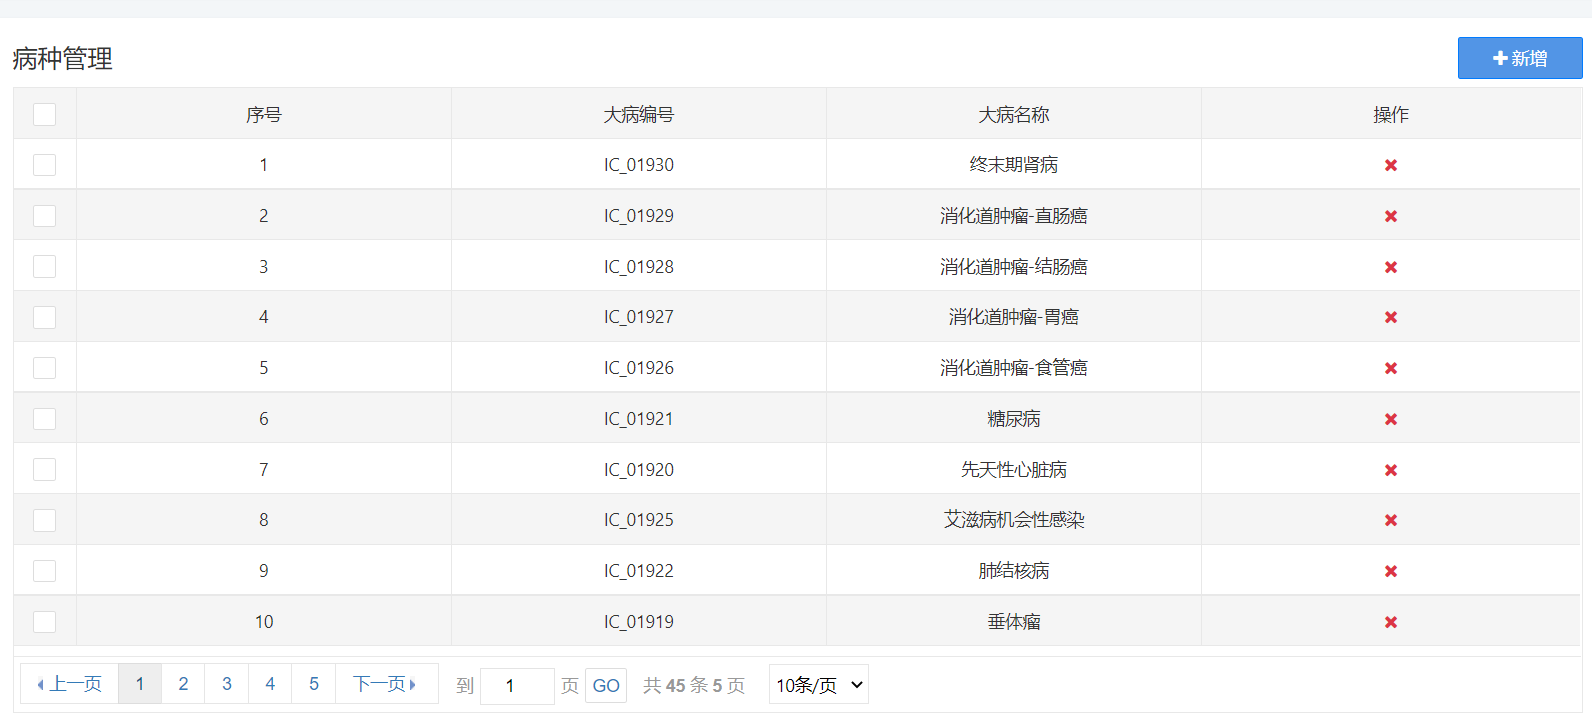 病种管理
新增
序号 大病编号 大病名称 操作
1 IC_01930 终末期肾病
2 IC_01929 消化道肿瘤-直肠癌
3 IC_01928 消化道肿瘤-结肠癌
4 IC_01927 消化道肿瘤-胃癌
5 IC_01926 消化道肿瘤-食管癌
6 IC_01921 糖尿病
7 IC_01920 先天性心脏病
8 IC_01925 艾滋病机会性感染
9 IC_01922 肺结核病
10 IC_01919 垂体瘤
上一页 1 2 3 4 5 下一页 到 1 页 GO 共 45 条 5 页 10条/页